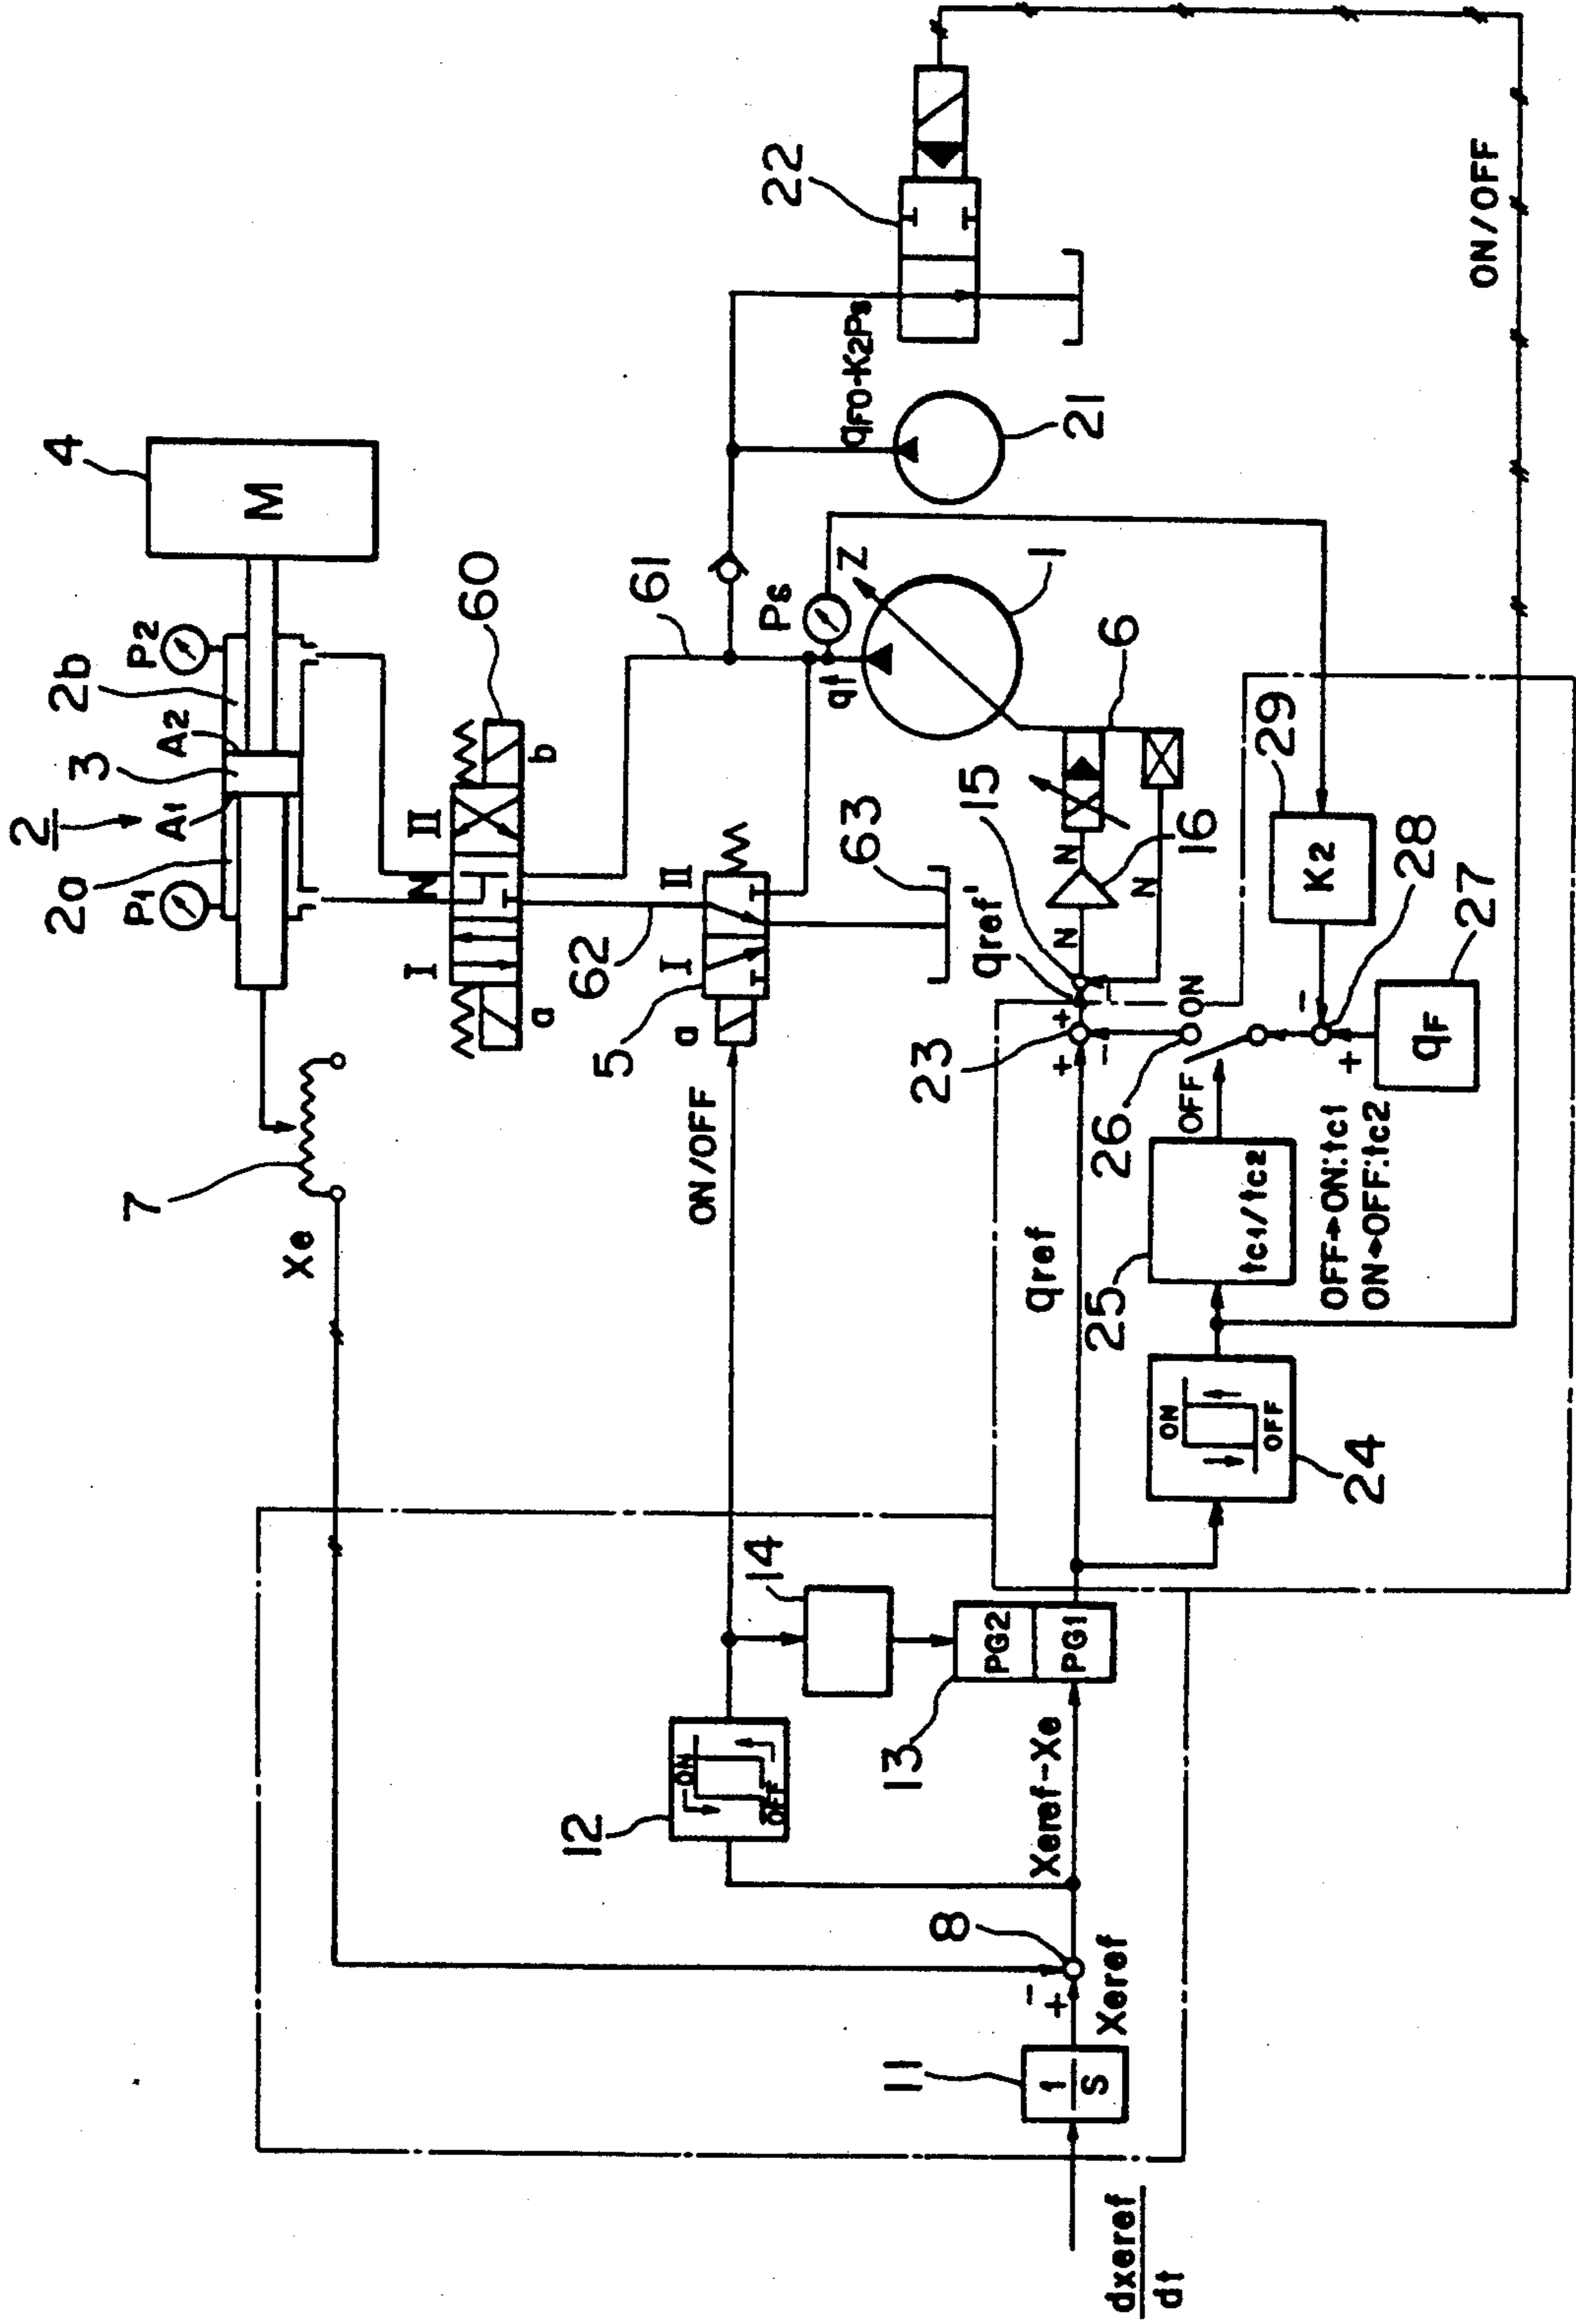 dxeref
dt
11
1
S
+
−
Xeref
8
Xeref-Xe
12
ON
OFF
13
PG2
PG1
14
Xe
7
ON/OFF
2
2a
P1
A1
3
A2
2b
P2
4
M
I
N
II
a
b
60
62
61
5
a
I
II
63
Ps
q
Z
1
6
21
qF0-K2Ps
22
qref
23
+
−
+
qref'
15
−
N
16
N
N
24
ON
OFF
25
tc1/tc2
OFF→ON:tc1
ON→OFF:tc2
26
OFF
ON
27
qF
+
−
28
29
K2
ON/OFF